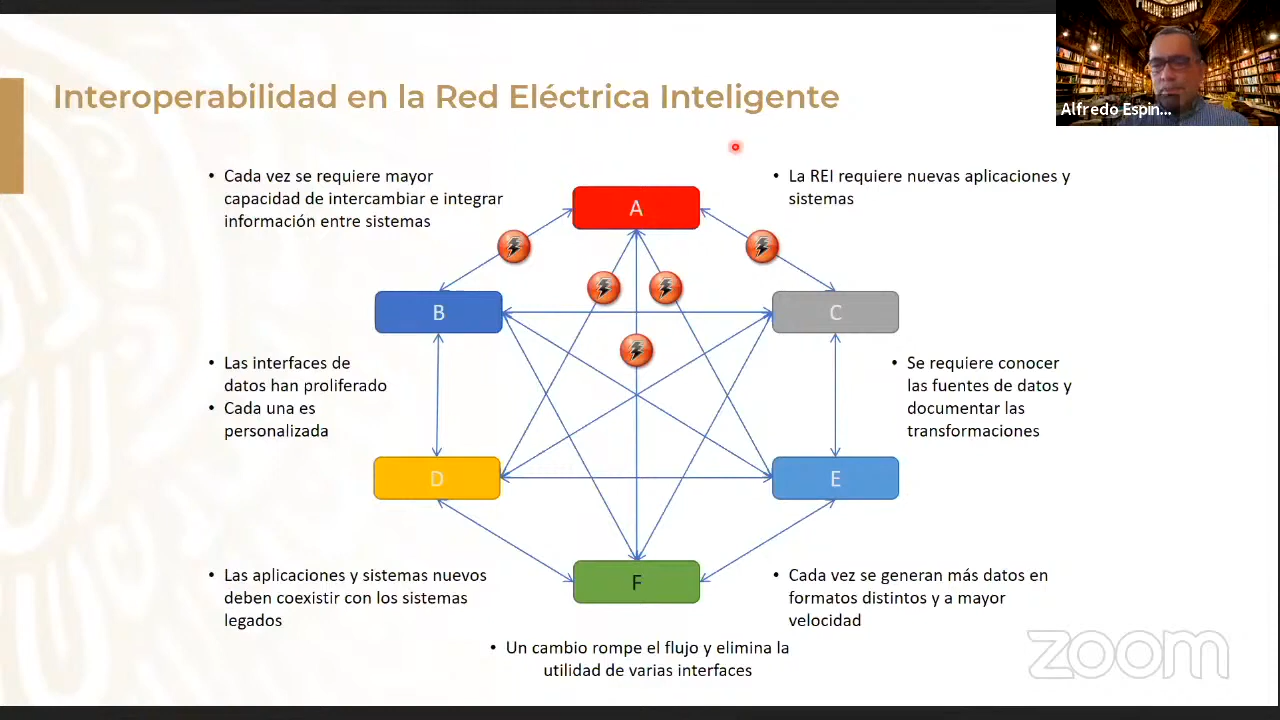 Interoperabilidad en la Red Eléctrica Inteligente
Alfredo Espin...
• Cada vez se requiere mayor
capacidad de intercambiar e integrar
información entre sistemas
• La REI requiere nuevas aplicaciones y
sistemas
A
B
C
• Las interfaces de
datos han proliferado
• Cada una es
personalizada
• Se requiere conocer
las fuentes de datos y
documentar las
transformaciones
D
E
• Las aplicaciones y sistemas nuevos
deben coexistir con los sistemas
legados
F
• Cada vez se generan más datos en
formatos distintos y a mayor
velocidad
• Un cambio rompe el flujo y elimina la
utilidad de varias interfaces
zoom